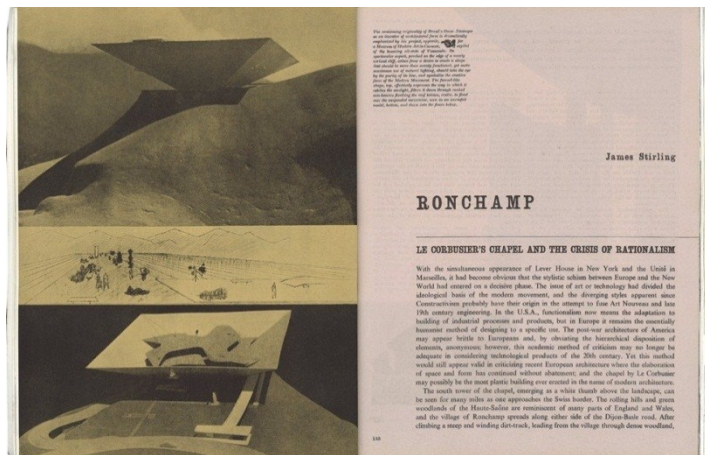 James Stirling
RONCHAMP
LE CORBUSIER'S CHAPEL AND THE CRISIS OF RATIONALISM
With the simultaneous appearance of Lever House in New York and the Unité in
Marseilles, it had become obvious that the stylistic schism between Europe and the New
World had entered on a decisive phase. The issue of art or technology had divided the
ideological basis of the modern movement, and the diverging styles apparent since
Constructivism probably have their origin in the attempt to fuse Art Nouveau and late
19th century engineering. In the U.S.A., functionalism now means the adaptation to
building of industrial processes and products, but in Europe it remains the essentially
humanist method of designing to a specific use. The post-war architecture of America
may appear brittle to Europeans and, by obviating the hierarchical disposition of
elements, anonymous; however, this academic method of criticism may no longer be
adequate in considering technological products of the 20th century. Yet this method
would still appear valid in criticising recent European architecture where the elaboration
of space and form has continued without abatement; and the chapel by Le Corbusier
may possibly be the most plastic building ever erected in the name of modern architecture.
The south tower of the chapel, emerging as a white thumb above the landscape, can
be seen for many miles as one approaches the Swiss border. The rolling hills and green
woodlands of the Haute-Saône are reminiscent of many parts of England and Wales,
and the village of Ronchamp spreads along either side of the Dijon-Basle road. After
climbing a steep and winding dirt-track, leading from the village through dense woodland,